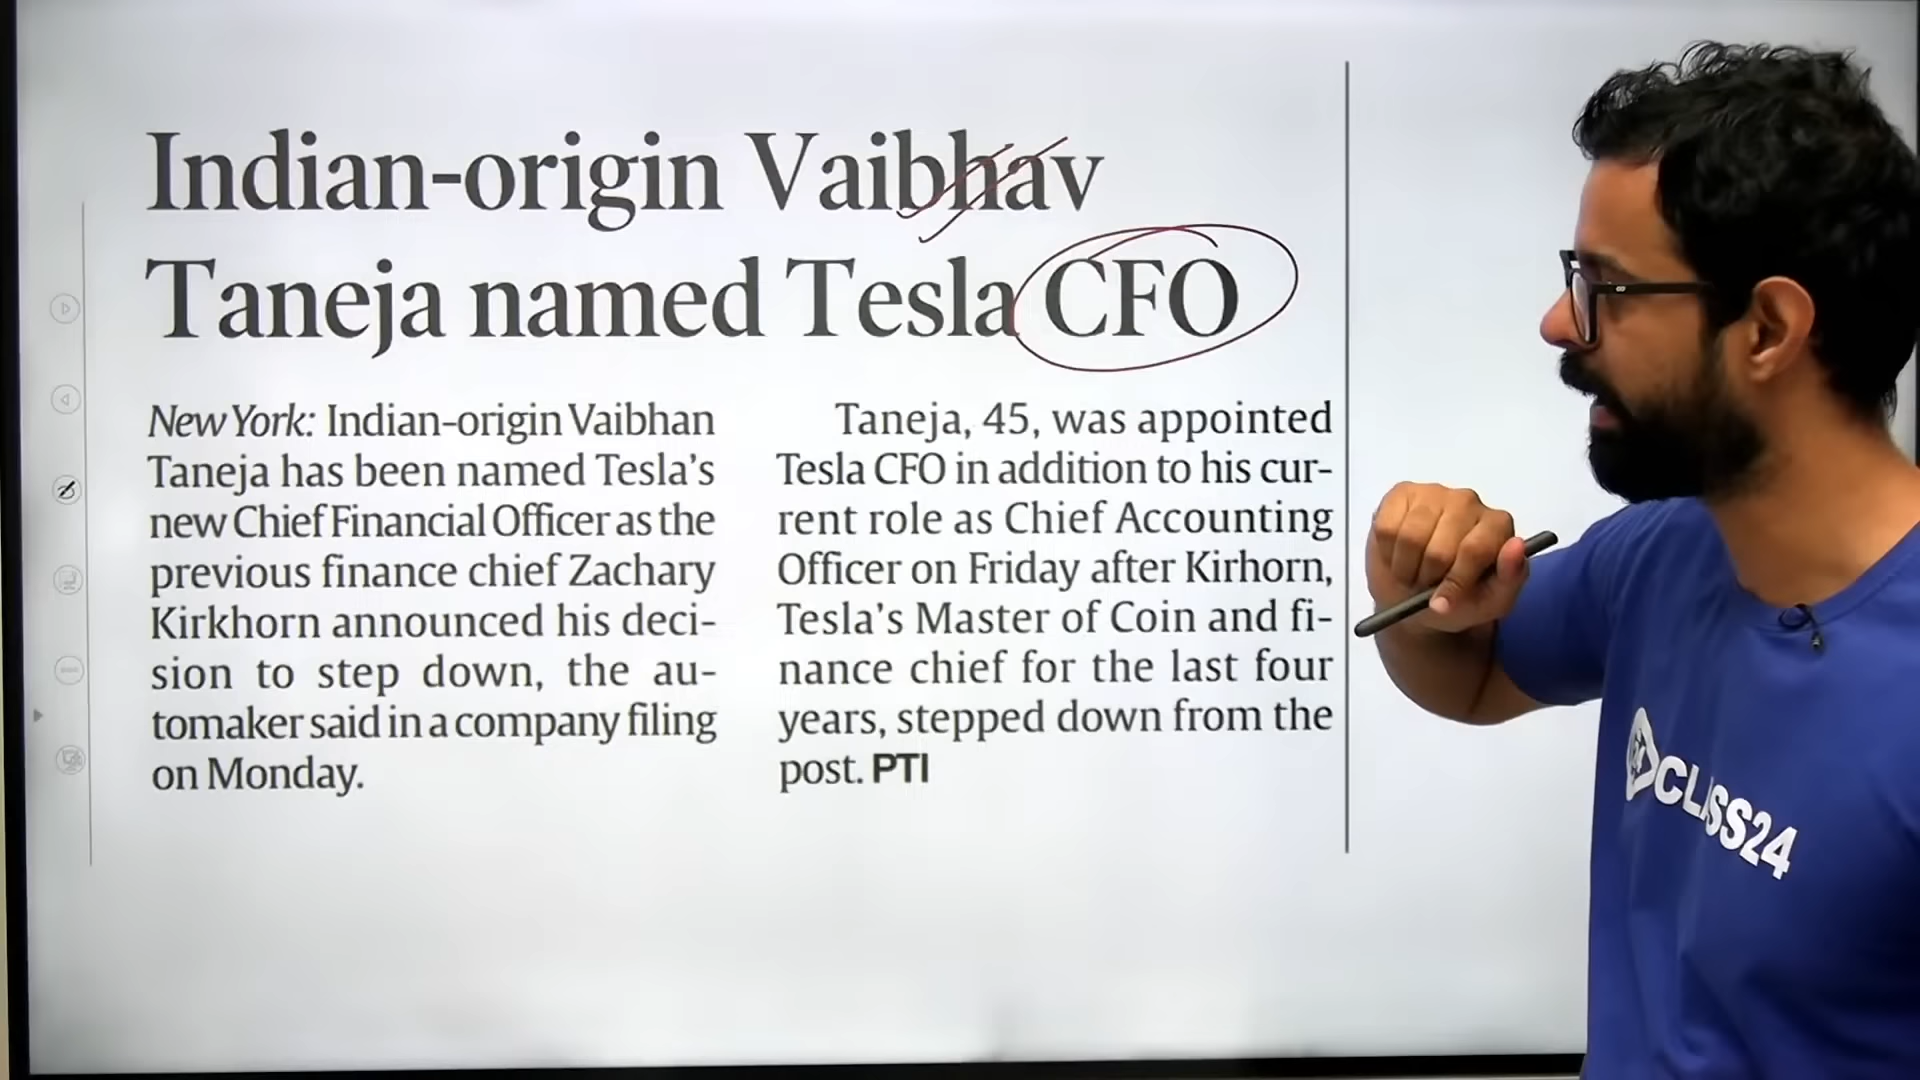 Indian-origin Vaibhav
Taneja named Tesla CFO
New York: Indian-origin Vaibhan
Taneja has been named Tesla's
new Chief Financial Officer as the
previous finance chief Zachary
Kirkhorn announced his deci-
sion to step down, the au-
tomaker said in a company filing
on Monday.
Taneja, 45, was appointed
Tesla CFO in addition to his cur-
rent role as Chief Accounting
Officer on Friday after Kirhorn,
Tesla's Master of Coin and fi-
nance chief for the last four
years, stepped down from the
post. PTI
CLASS24